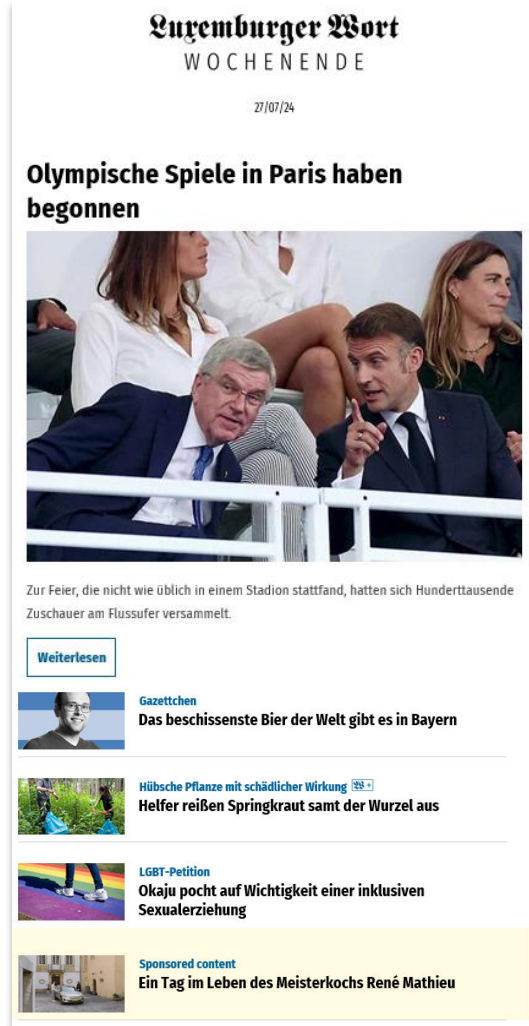 Luxemburger Wort
WOCHENENDE
27/07/24
Olympische Spiele in Paris haben
begonnen
Zur Feier, die nicht wie üblich in einem Stadion stattfand, hatten sich Hunderttausende
Zuschauer am Flussufer versammelt.
Weiterlesen
Gazettchen
Das beschissenste Bier der Welt gibt es in Bayern
Hübsche Pflanze mit schädlicher Wirkung W+
Helfer reißen Springkraut samt der Wurzel aus
LGBT-Petition
Okaju pocht auf Wichtigkeit einer inklusiven
Sexualerziehung
Sponsored content
Ein Tag im Leben des Meisterkochs René Mathieu